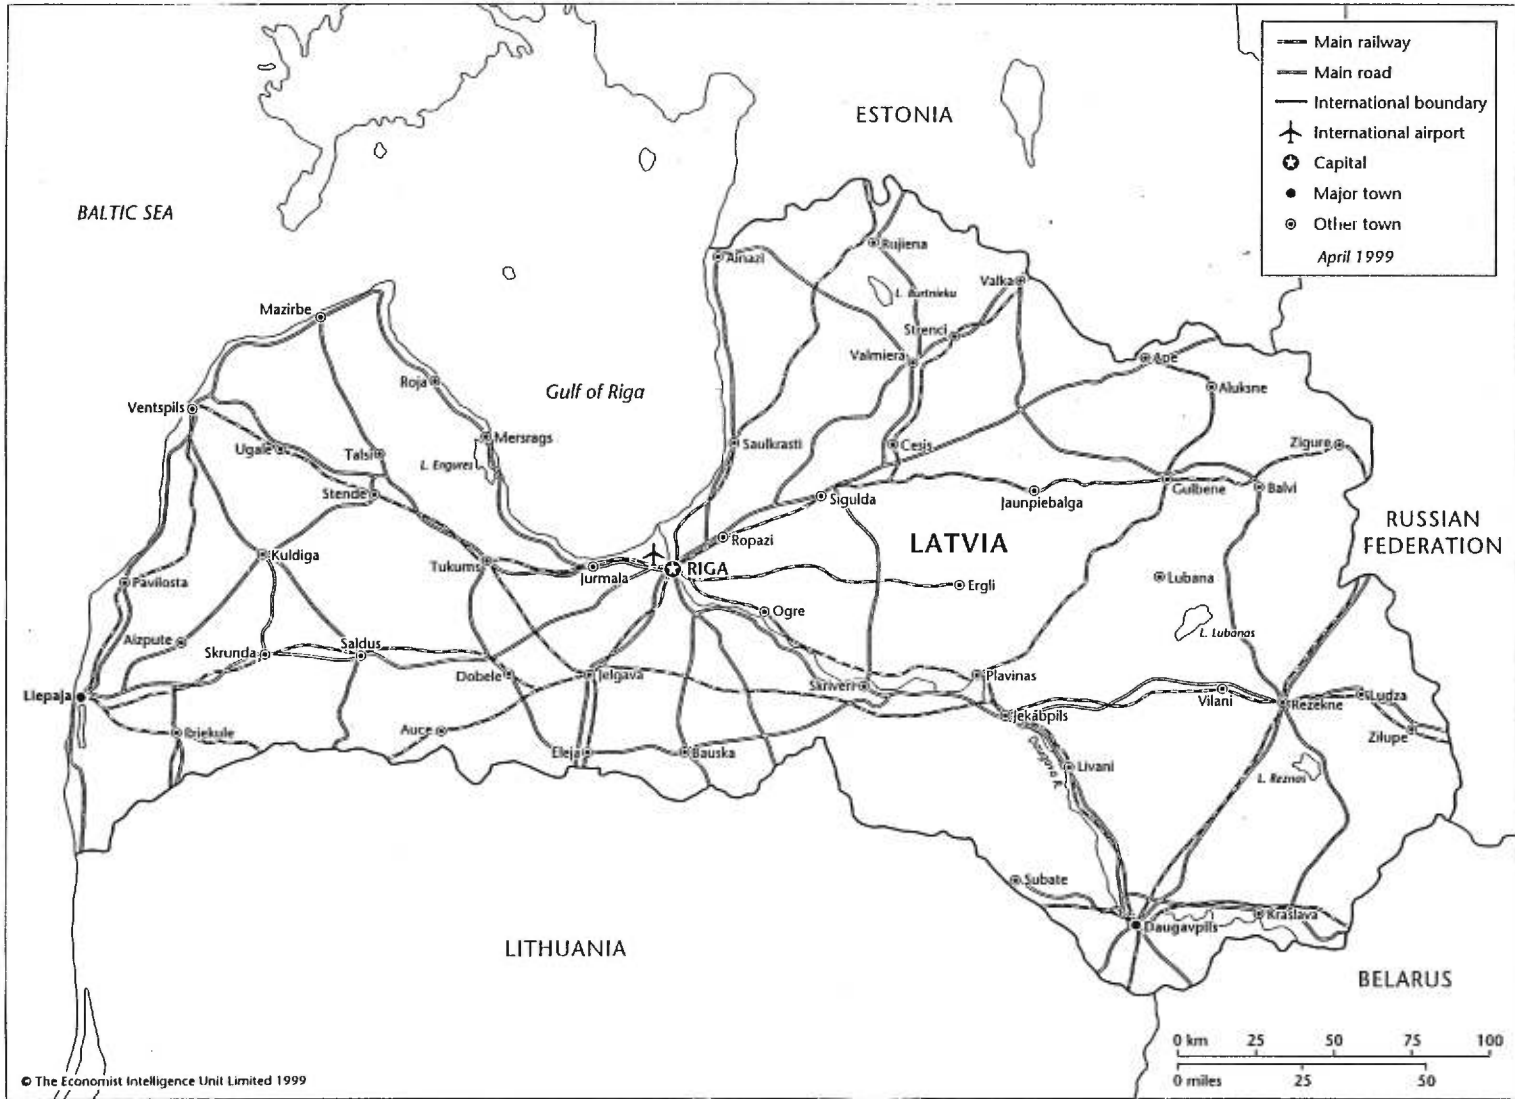 Main railway
Main road
International boundary
International airport
Capital
Major town
Other town
April 1999
ESTONIA
BALTIC SEA
Rujiena
Ainazi
L. Burtnieku
Valka
Mazirbe
Strenci
Valmiera
Ape
Roja
Gulf of Riga
Aluksne
Ventspils
Mersrags
Saulkrasti
Cesis
Zigure
Ugale
Talsi
L. Engures
Stende
Sigulda
Jaunpiebalga
Gulbene
Balvi
RUSSIAN
FEDERATION
Ropazi
LATVIA
Kuldiga
Tukums
Jurmala
RIGA
Ergli
Lubana
Pavilosta
Ogre
L. Lubanas
Aizpute
Skrunda
Saldus
Dobele
Jelgava
Skriveri
Plavinas
Liepaja
Vilani
Rezekne
Ludza
Jekabpils
Priekule
Auce
Zilupe
Eleja
Bauska
Daugava R.
Livani
L. Reznas
Subate
Kraslava
Daugavpils
LITHUANIA
BELARUS
0 km 25 50 75 100
0 miles 25 50
© The Economist Intelligence Unit Limited 1999